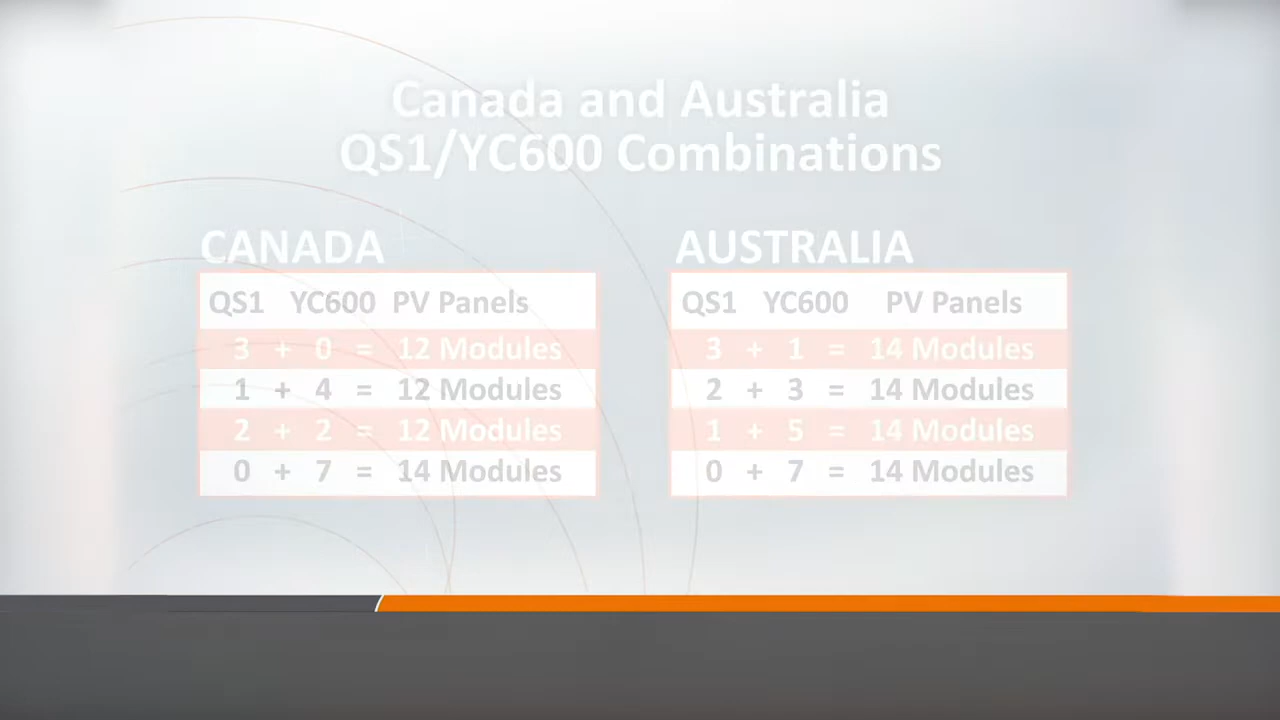 Canada and Australia
QS1/YC600 Combinations
CANADA
QS1 YC600 PV Panels
3 + 0 = 12 Modules
1 + 4 = 12 Modules
2 + 2 = 12 Modules
0 + 7 = 14 Modules
AUSTRALIA
QS1 YC600 PV Panels
3 + 1 = 14 Modules
2 + 3 = 14 Modules
1 + 5 = 14 Modules
0 + 7 = 14 Modules